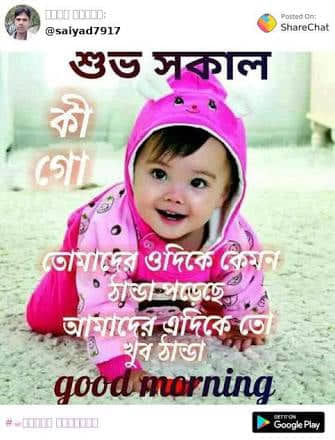 @saiyad7917
Posted On:
ShareChat
শুভ সকাল
কী
গো
তোমাদের ওদিকে কেমন
ঠান্ডা পড়েছে
আমাদের এদিকে তো
খুব ঠান্ডা
good morning
GET IT ON
Google Play